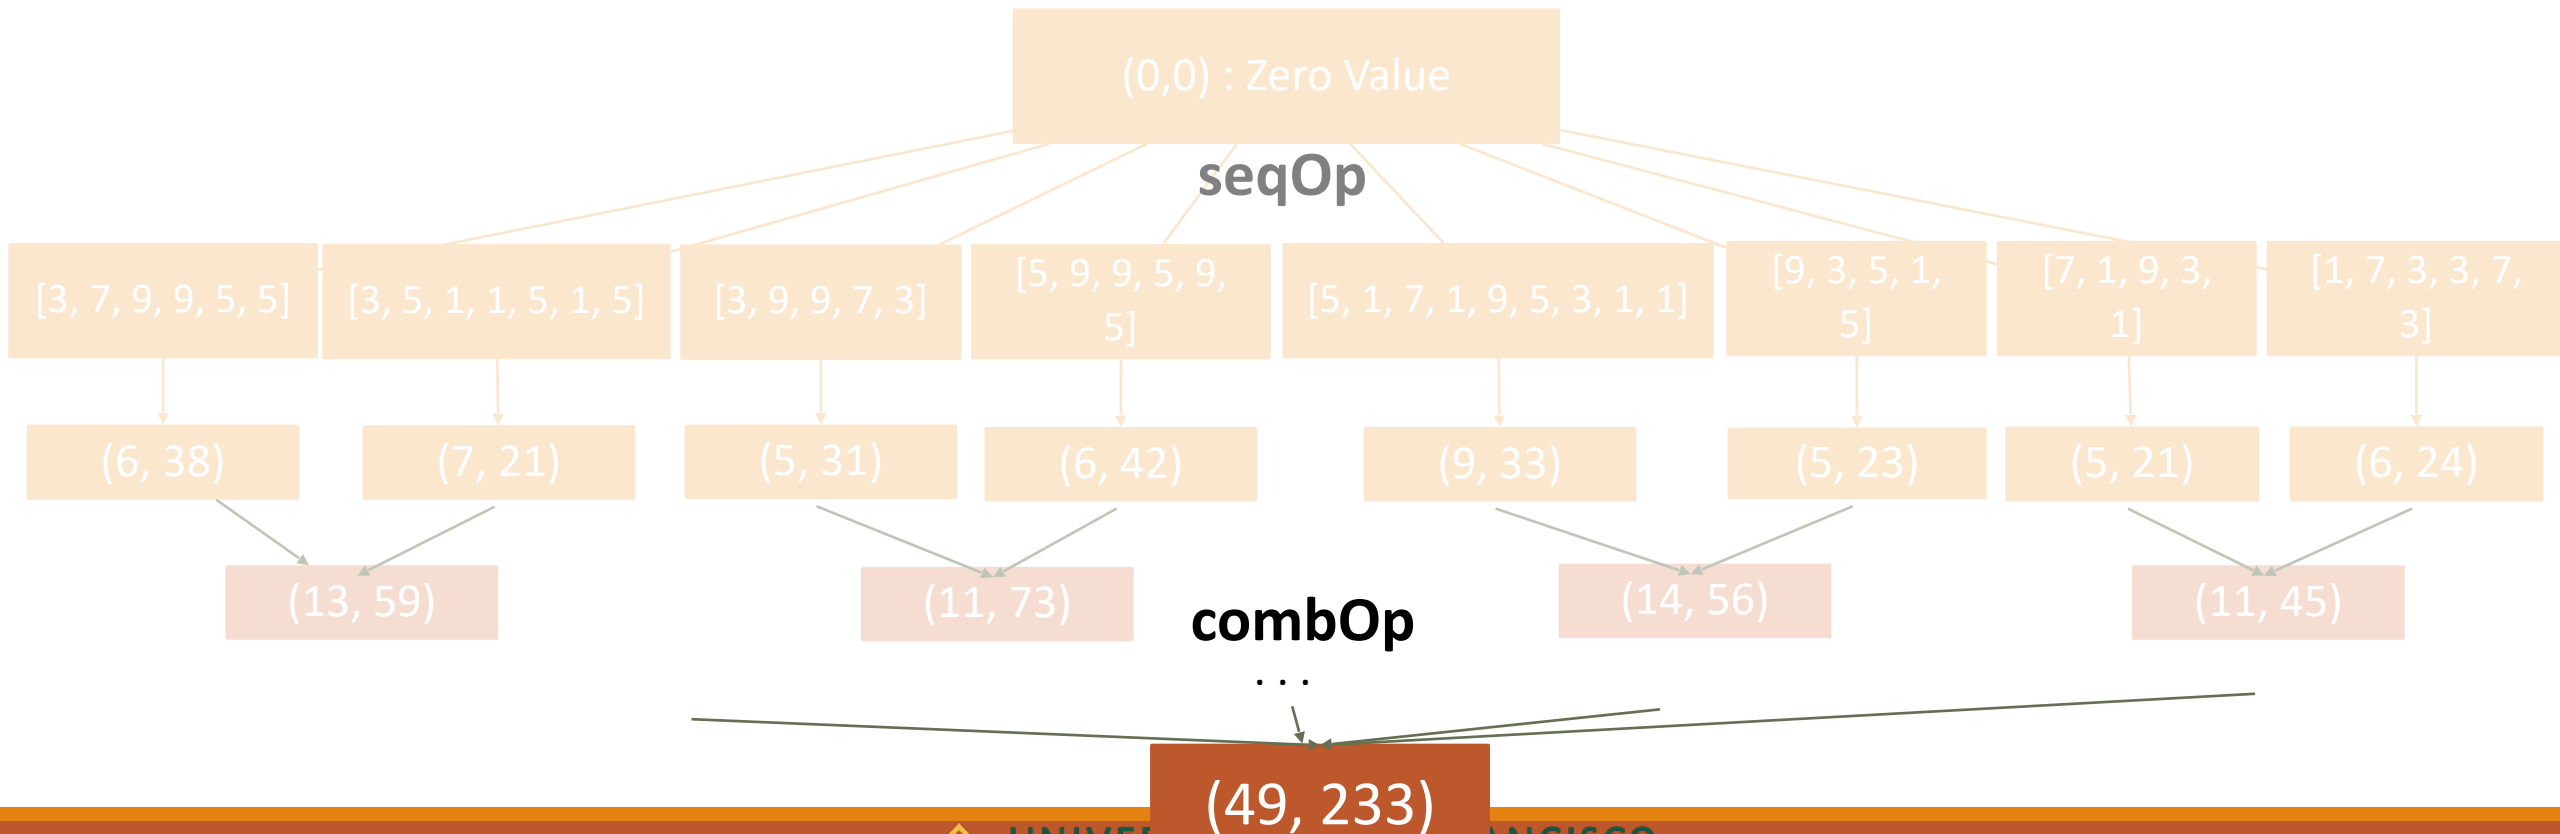 (0,0) : Zero Value
seqOp
[3, 7, 9, 9, 5, 5]
[3, 5, 1, 1, 5, 1, 5]
[3, 9, 9, 7, 3]
[5, 9, 9, 5, 9,
5]
[5, 1, 7, 1, 9, 5, 3, 1, 1]
[9, 3, 5, 1,
5]
[7, 1, 9, 3,
1]
[1, 7, 3, 3, 7,
3]
(6, 38)
(7, 21)
(5, 31)
(6, 42)
(9, 33)
(5, 23)
(5, 21)
(6, 24)
(13, 59)
(11, 73)
(14, 56)
(11, 45)
combOp
. . .
(49, 233)